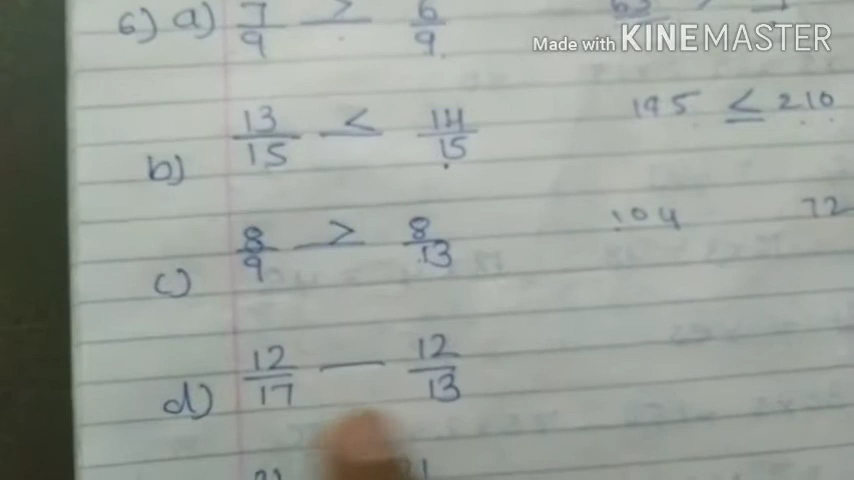 6) a) 7/9 > 6/9 63 >
Made with KINEMASTER
b) 13/15 < 14/15 195 < 210
c) 8/9 > 8/13 104 72
d) 12/17 — 12/13